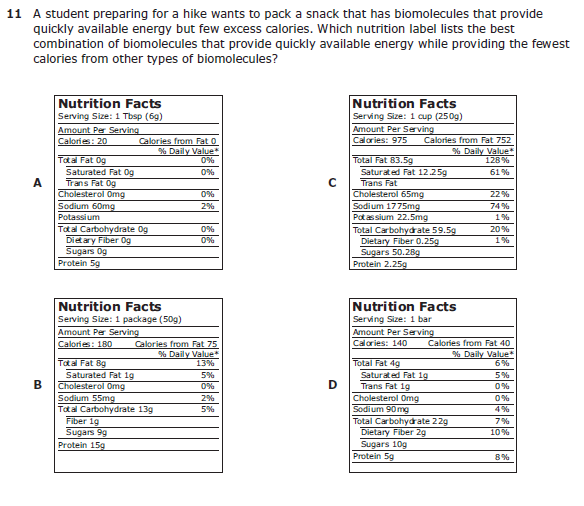 11 A student preparing for a hike wants to pack a snack that has biomolecules that provide
quickly available energy but few excess calories. Which nutrition label lists the best
combination of biomolecules that provide quickly available energy while providing the fewest
calories from other types of biomolecules?
A
Nutrition Facts
Serving Size: 1 Tbsp (6g)
Amount Per Serving
Calories: 20 Calories from Fat 0
% Daily Value*
Total Fat 0g 0%
Saturated Fat 0g 0%
Trans Fat 0g
Cholesterol 0mg 0%
Sodium 60mg 2%
Potassium
Total Carbohydrate 0g 0%
Dietary Fiber 0g 0%
Sugars 0g
Protein 5g
B
Nutrition Facts
Serving Size: 1 package (50g)
Amount Per Serving
Calories: 180 Calories from Fat 75
% Daily Value*
Total Fat 8g 13%
Saturated Fat 1g 5%
Cholesterol 0mg 0%
Sodium 55mg 2%
Total Carbohydrate 13g 5%
Fiber 1g
Sugars 9g
Protein 15g
C
Nutrition Facts
Serving Size: 1 cup (250g)
Amount Per Serving
Calories: 975 Calories from Fat 752
% Daily Value*
Total Fat 83.5g 128%
Saturated Fat 12.25g 61%
Trans Fat
Cholesterol 65mg 22%
Sodium 1775mg 74%
Potassium 22.5mg 1%
Total Carbohydrate 59.5g 20%
Dietary Fiber 0.25g 1%
Sugars 50.28g
Protein 2.25g
D
Nutrition Facts
Serving Size: 1 bar
Amount Per Serving
Calories: 140 Calories from Fat 40
% Daily Value*
Total Fat 4g 6%
Saturated Fat 1g 5%
Trans Fat 1g 0%
Cholesterol 0mg 0%
Sodium 90mg 4%
Total Carbohydrate 22g 7%
Dietary Fiber 2g 10%
Sugars 10g
Protein 5g 8%